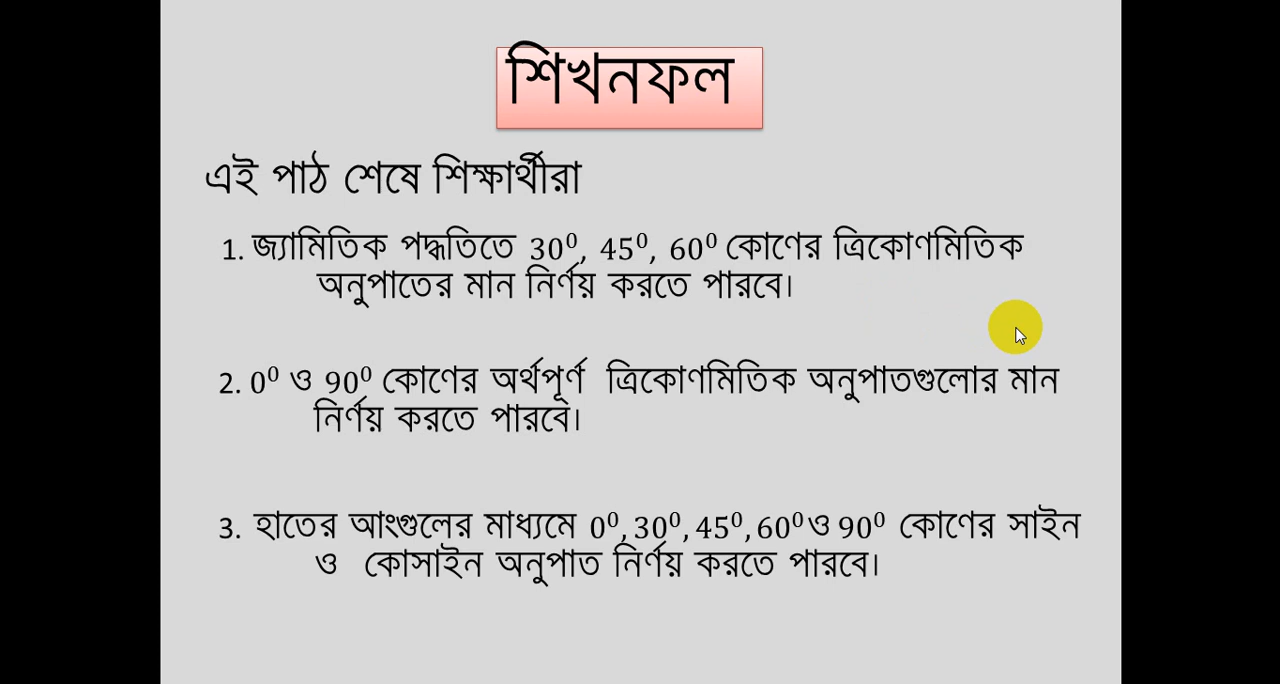 শিখনফল
এই পাঠ শেষে শিক্ষার্থীরা
1. জ্যামিতিক পদ্ধতিতে 30⁰, 45⁰, 60⁰ কোণের ত্রিকোণমিতিক
অনুপাতের মান নির্ণয় করতে পারবে।
2. 0⁰ ও 90⁰ কোণের অর্থপূর্ণ ত্রিকোণমিতিক অনুপাতগুলোর মান
নির্ণয় করতে পারবে।
3. হাতের আংগুলের মাধ্যমে 0⁰, 30⁰, 45⁰, 60⁰ ও 90⁰ কোণের সাইন
ও কোসাইন অনুপাত নির্ণয় করতে পারবে।